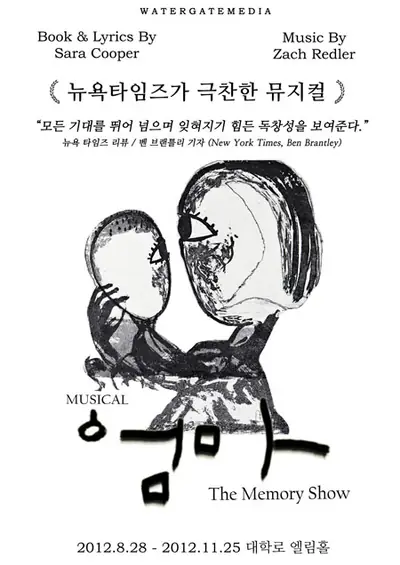 WATERGATEMEDIA
Book & Lyrics By
Sara Cooper
Music By
Zach Redler
뉴욕타임즈가 극찬한 뮤지컬
“모든 기대를 뛰어 넘으며 잊혀지기 힘든 독창성을 보여준다.”
뉴욕 타임즈 리뷰 / 벤 브랜틀리 기자 (New York Times, Ben Brantley)
MUSICAL
엄마
The Memory Show
2012.8.28 - 2012.11.25 대학로 엘림홀